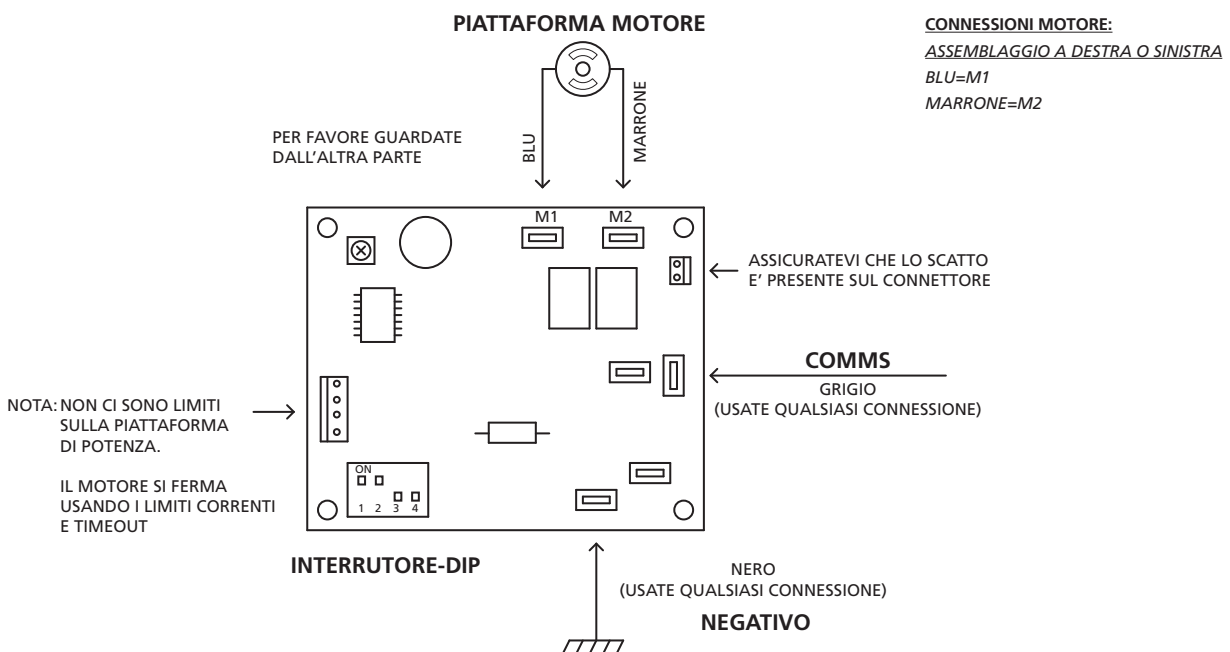 PIATTAFORMA MOTORE
CONNESSIONI MOTORE:
ASSEMBLAGGIO A DESTRA O SINISTRA
BLU=M1
MARRONE=M2
PER FAVORE GUARDATE
DALL'ALTRA PARTE
BLU
MARRONE
M1
M2
ASSICURATEVI CHE LO SCATTO
E' PRESENTE SUL CONNETTORE
COMMS
GRIGIO
(USATE QUALSIASI CONNESSIONE)
NOTA: NON CI SONO LIMITI
SULLA PIATTAFORMA
DI POTENZA.
IL MOTORE SI FERMA
USANDO I LIMITI CORRENTI
E TIMEOUT
ON
1 2 3 4
INTERRUTORE-DIP
NERO
(USATE QUALSIASI CONNESSIONE)
NEGATIVO